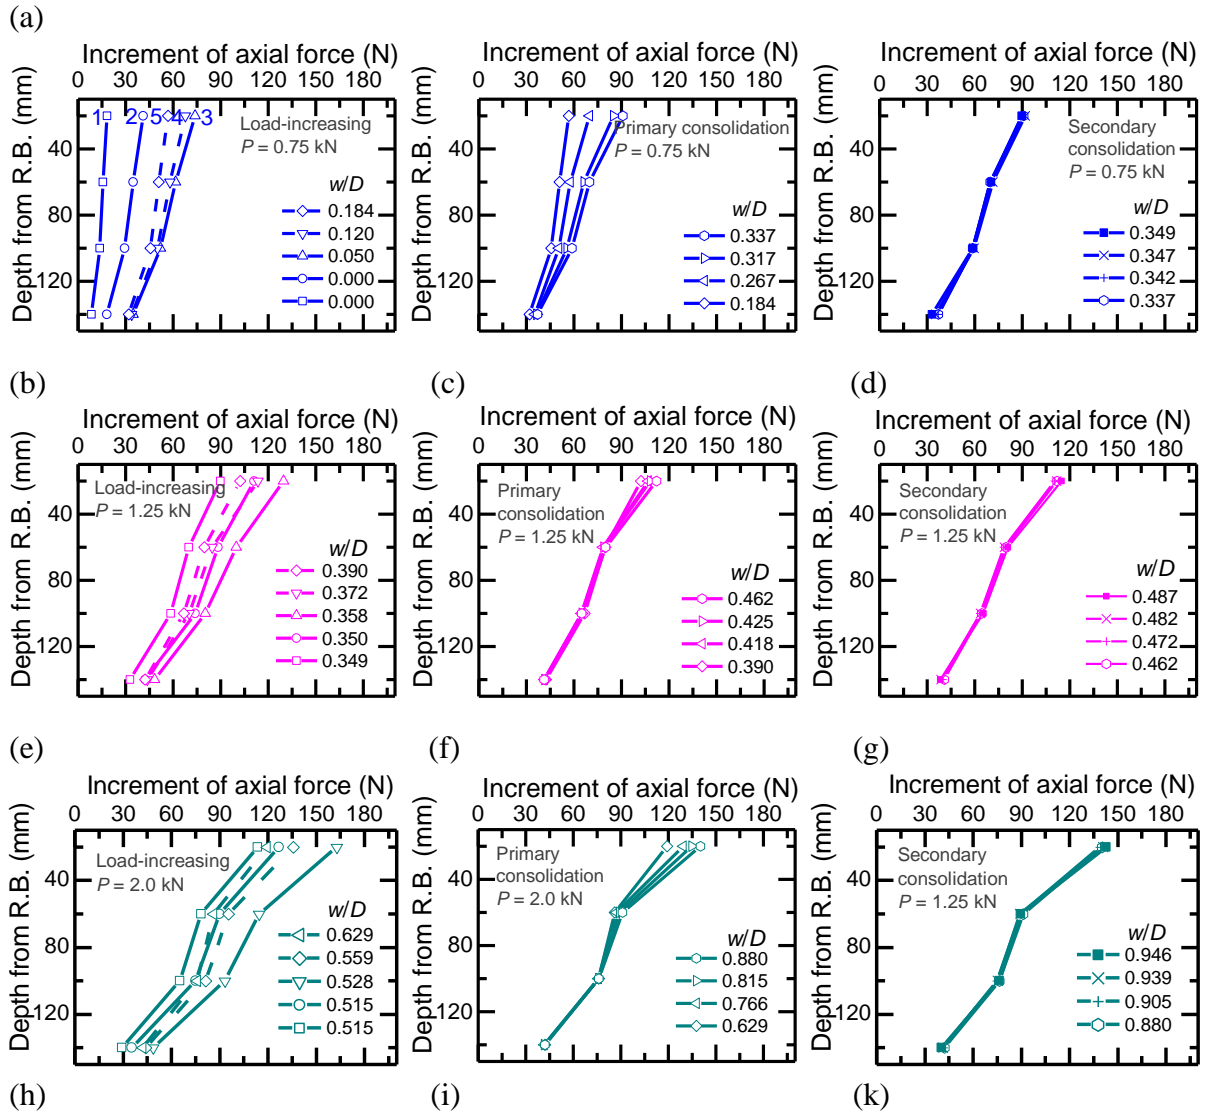 (a)
Increment of axial force (N)
0 30 60 90 120 150 180
Depth from R.B. (mm)
40
80
120
1 2 5 4 3
Load-increasing
P = 0.75 kN
w/D
0.184
0.120
0.050
0.000
0.000
Increment of axial force (N)
0 30 60 90 120 150 180
Depth from R.B. (mm)
40
80
120
Primary consolidation
P = 0.75 kN
w/D
0.337
0.317
0.267
0.184
Increment of axial force (N)
0 30 60 90 120 150 180
Depth from R.B. (mm)
40
80
120
Secondary
consolidation
P = 0.75 kN
w/D
0.349
0.347
0.342
0.337
(b) (c) (d)
Increment of axial force (N)
0 30 60 90 120 150 180
Depth from R.B. (mm)
40
80
120
Load-increasing
P = 1.25 kN
w/D
0.390
0.372
0.358
0.350
0.349
Increment of axial force (N)
0 30 60 90 120 150 180
Depth from R.B. (mm)
40
80
120
Primary
consolidation
P = 1.25 kN
w/D
0.462
0.425
0.418
0.390
Increment of axial force (N)
0 30 60 90 120 150 180
Depth from R.B. (mm)
40
80
120
Secondary
consolidation
P = 1.25 kN
w/D
0.487
0.482
0.472
0.462
(e) (f) (g)
Increment of axial force (N)
0 30 60 90 120 150 180
Depth from R.B. (mm)
40
80
120
Load-increasing
P = 2.0 kN
w/D
0.629
0.559
0.528
0.515
0.515
Increment of axial force (N)
0 30 60 90 120 150 180
Depth from R.B. (mm)
40
80
120
Primary
consolidation
P = 2.0 kN
w/D
0.880
0.815
0.766
0.629
Increment of axial force (N)
0 30 60 90 120 150 180
Depth from R.B. (mm)
40
80
120
Secondary
consolidation
P = 1.25 kN
w/D
0.946
0.939
0.905
0.880
(h) (i) (k)